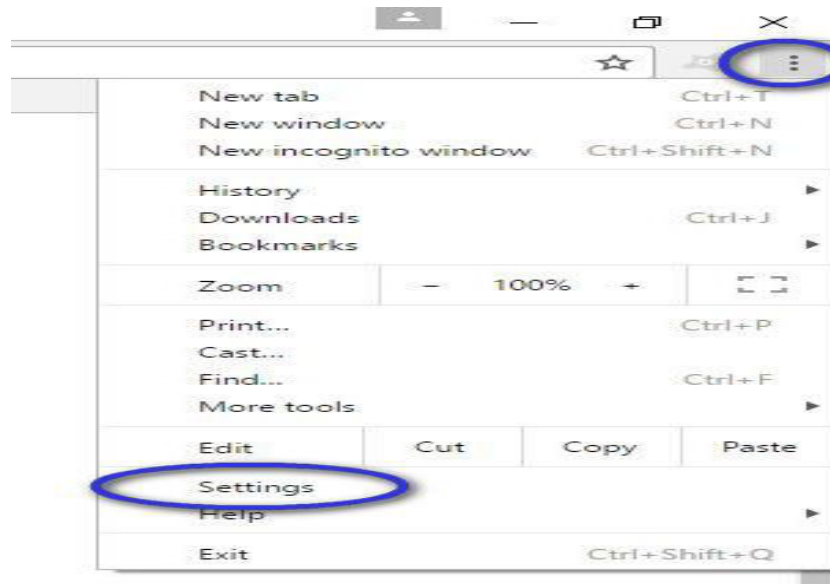 New tab Ctrl+T
New window Ctrl+N
New incognito window Ctrl+Shift+N
History
Downloads Ctrl+J
Bookmarks
Zoom − 100% +
Print... Ctrl+P
Cast...
Find... Ctrl+F
More tools
Edit Cut Copy Paste
Settings
Help
Exit Ctrl+Shift+Q